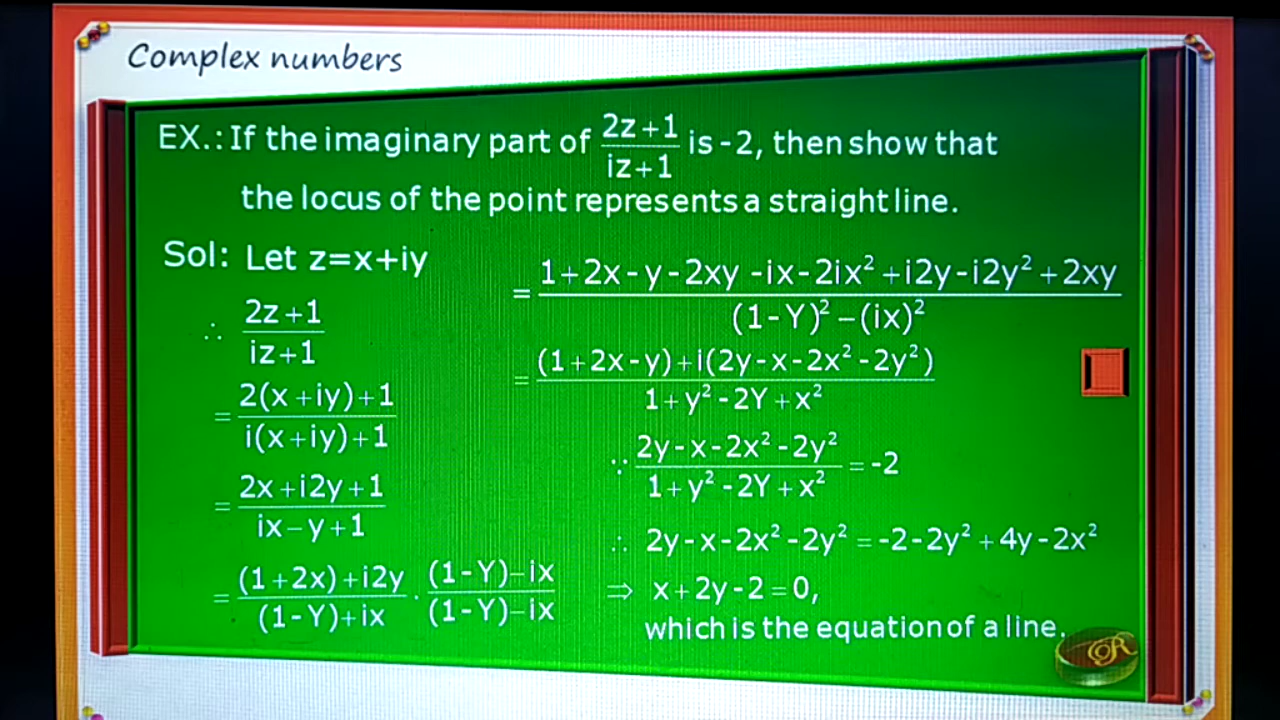 Complex numbers
EX.: If the imaginary part of (2z+1)/(iz+1) is -2, then show that
the locus of the point represents a straight line.
Sol: Let z=x+iy
∴ (2z+1)/(iz+1)
= (2(x+iy)+1)/(i(x+iy)+1)
= (2x+i2y+1)/(ix-y+1)
= ((1+2x)+i2y)/((1-Y)+ix) · ((1-Y)-ix)/((1-Y)-ix)
= (1+2x-y-2xy-ix-2ix²+i2y-i2y²+2xy)/((1-Y)²-(ix)²)
= ((1+2x-y)+i(2y-x-2x²-2y²))/(1+y²-2Y+x²)
∵ (2y-x-2x²-2y²)/(1+y²-2Y+x²) = -2
∴ 2y-x-2x²-2y² = -2-2y²+4y-2x²
⇒ x+2y-2=0,
which is the equation of a line.